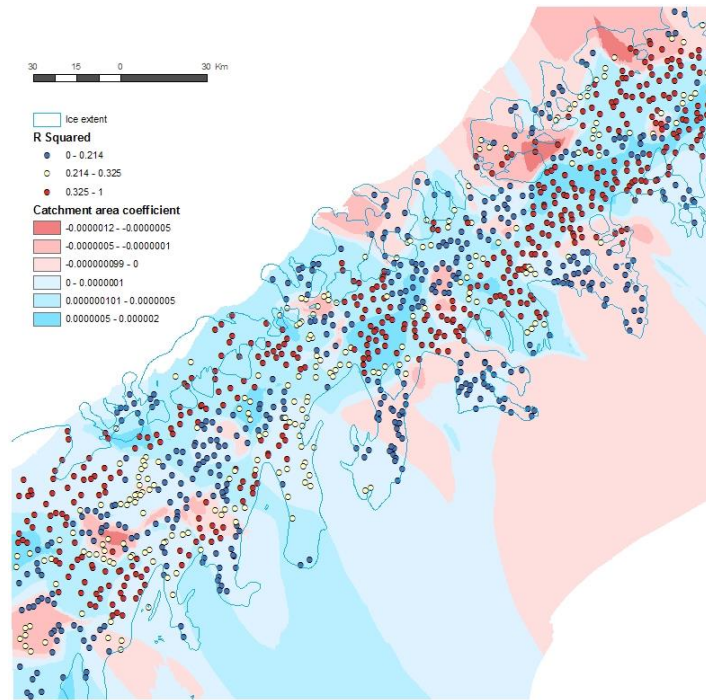 30 15 0 30 Km
Ice extent
R Squared
0 - 0.214
0.214 - 0.325
0.325 - 1
Catchment area coefficient
-0.0000012 - -0.0000005
-0.0000005 - -0.0000001
-0.000000099 - 0
0 - 0.0000001
0.000000101 - 0.0000005
0.0000005 - 0.000002